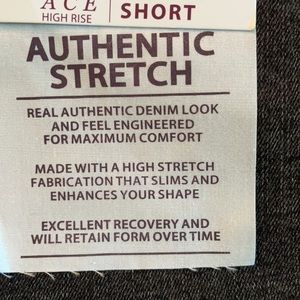 ACE
HIGH RISE
SHORT
AUTHENTIC
STRETCH
REAL AUTHENTIC DENIM LOOK
AND FEEL ENGINEERED
FOR MAXIMUM COMFORT
MADE WITH A HIGH STRETCH
FABRICATION THAT SLIMS AND
ENHANCES YOUR SHAPE
EXCELLENT RECOVERY AND
WILL RETAIN FORM OVER TIME